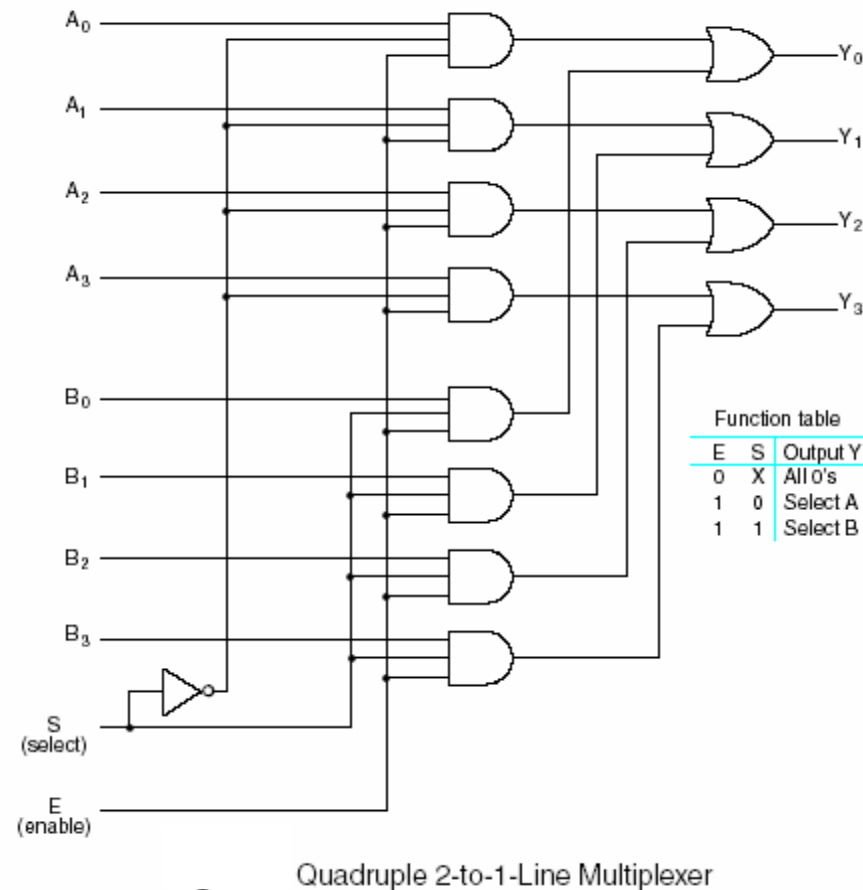 A0
A1
A2
A3
B0
B1
B2
B3
S
(select)
E
(enable)
Y0
Y1
Y2
Y3
Function table
E S Output Y
0 X All 0's
1 0 Select A
1 1 Select B
Quadruple 2-to-1-Line Multiplexer